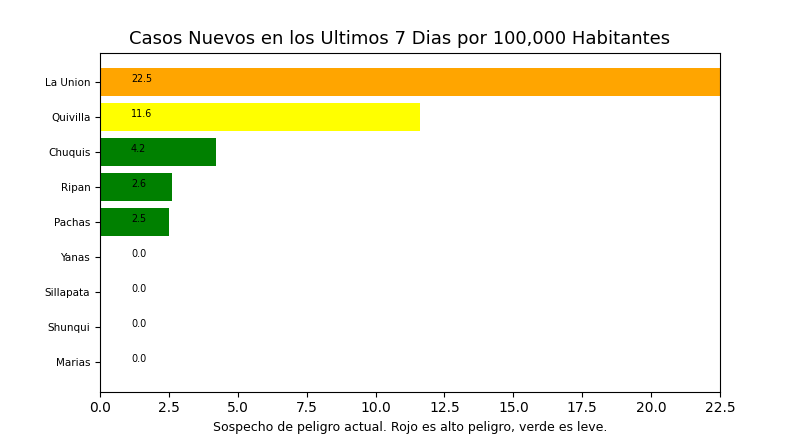 Casos Nuevos en los Ultimos 7 Dias por 100,000 Habitantes
La Union 22.5
Quivilla 11.6
Chuquis 4.2
Ripan 2.6
Pachas 2.5
Yanas 0.0
Sillapata 0.0
Shunqui 0.0
Marias 0.0
0.0 2.5 5.0 7.5 10.0 12.5 15.0 17.5 20.0 22.5
Sospecho de peligro actual. Rojo es alto peligro, verde es leve.